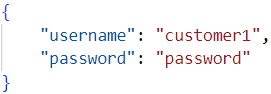 {
    "username": "customer1",
    "password": "password"
}